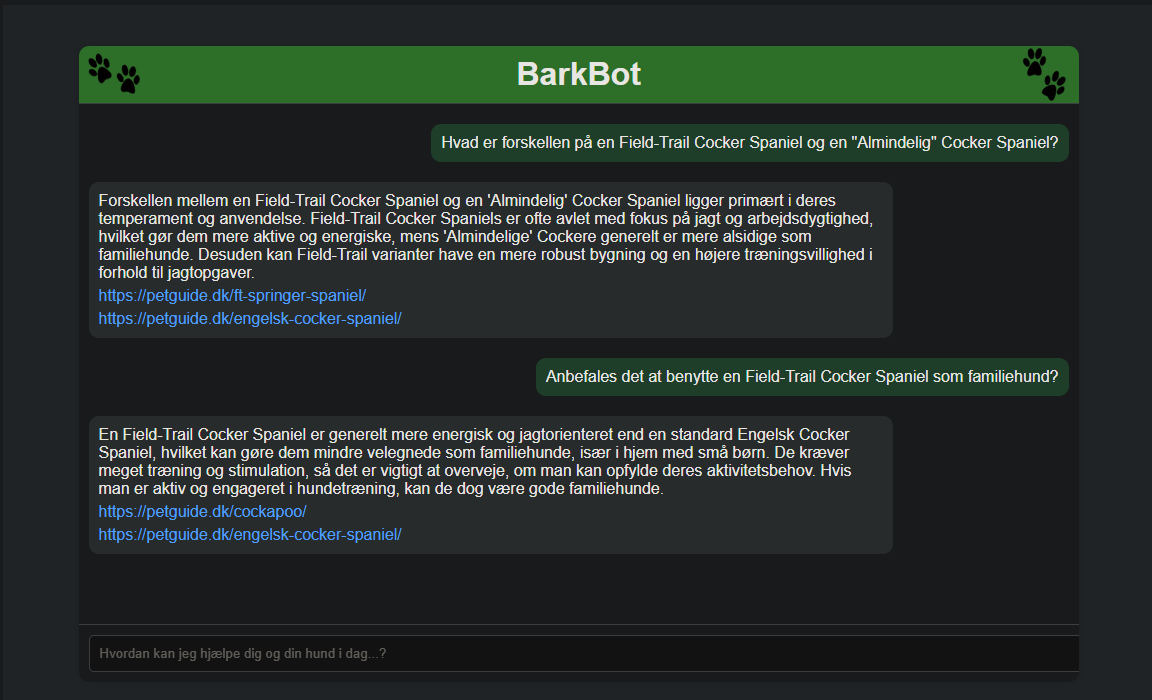 BarkBot
Hvad er forskellen på en Field-Trail Cocker Spaniel og en "Almindelig" Cocker Spaniel?
Forskellen mellem en Field-Trail Cocker Spaniel og en 'Almindelig' Cocker Spaniel ligger primært i deres
temperament og anvendelse. Field-Trail Cocker Spaniels er ofte avlet med fokus på jagt og arbejdsdygtighed,
hvilket gør dem mere aktive og energiske, mens 'Almindelige' Cockere generelt er mere alsidige som
familiehunde. Desuden kan Field-Trail varianter have en mere robust bygning og en højere træningsvillighed i
forhold til jagtopgaver.
https://petguide.dk/ft-springer-spaniel/
https://petguide.dk/engelsk-cocker-spaniel/
Anbefales det at benytte en Field-Trail Cocker Spaniel som familiehund?
En Field-Trail Cocker Spaniel er generelt mere energisk og jagtorienteret end en standard Engelsk Cocker
Spaniel, hvilket kan gøre dem mindre velegnede som familiehunde, især i hjem med små børn. De kræver
meget træning og stimulation, så det er vigtigt at overveje, om man kan opfylde deres aktivitetsbehov. Hvis
man er aktiv og engageret i hundetræning, kan de dog være gode familiehunde.
https://petguide.dk/cockapoo/
https://petguide.dk/engelsk-cocker-spaniel/
Hvordan kan jeg hjælpe dig og din hund i dag...?